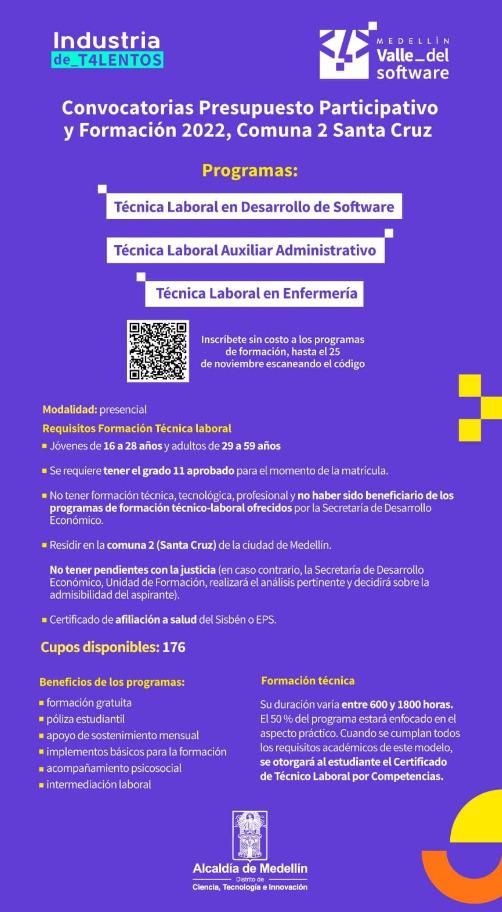 Industria
de_T4LENTOS
MEDELLÍN
Valle_del
software
Convocatorias Presupuesto Participativo
y Formación 2022, Comuna 2 Santa Cruz
Programas:
Técnica Laboral en Desarrollo de Software
Técnica Laboral Auxiliar Administrativo
Técnica Laboral en Enfermería
Inscríbete sin costo a los programas
de formación, hasta el 25
de noviembre escaneando el código
Modalidad: presencial
Requisitos Formación Técnica laboral
Jóvenes de 16 a 28 años y adultos de 29 a 59 años
Se requiere tener el grado 11 aprobado para el momento de la matrícula.
No tener formación técnica, tecnológica, profesional y no haber sido beneficiario de los
programas de formación técnico-laboral ofrecidos por la Secretaría de Desarrollo
Económico.
Residir en la comuna 2 (Santa Cruz) de la ciudad de Medellín.
No tener pendientes con la justicia (en caso contrario, la Secretaría de Desarrollo
Económico, Unidad de Formación, realizará el análisis pertinente y decidirá sobre la
admisibilidad del aspirante).
Certificado de afiliación a salud del Sisbén o EPS.
Cupos disponibles: 176
Beneficios de los programas:
formación gratuita
póliza estudiantil
apoyo de sostenimiento mensual
implementos básicos para la formación
acompañamiento psicosocial
intermediación laboral
Formación técnica
Su duración varía entre 600 y 1800 horas.
El 50 % del programa estará enfocado en el
aspecto práctico. Cuando se cumplan todos
los requisitos académicos de este modelo,
se otorgará al estudiante el Certificado
de Técnico Laboral por Competencias.
Alcaldía de Medellín
Distrito de
Ciencia, Tecnología e Innovación